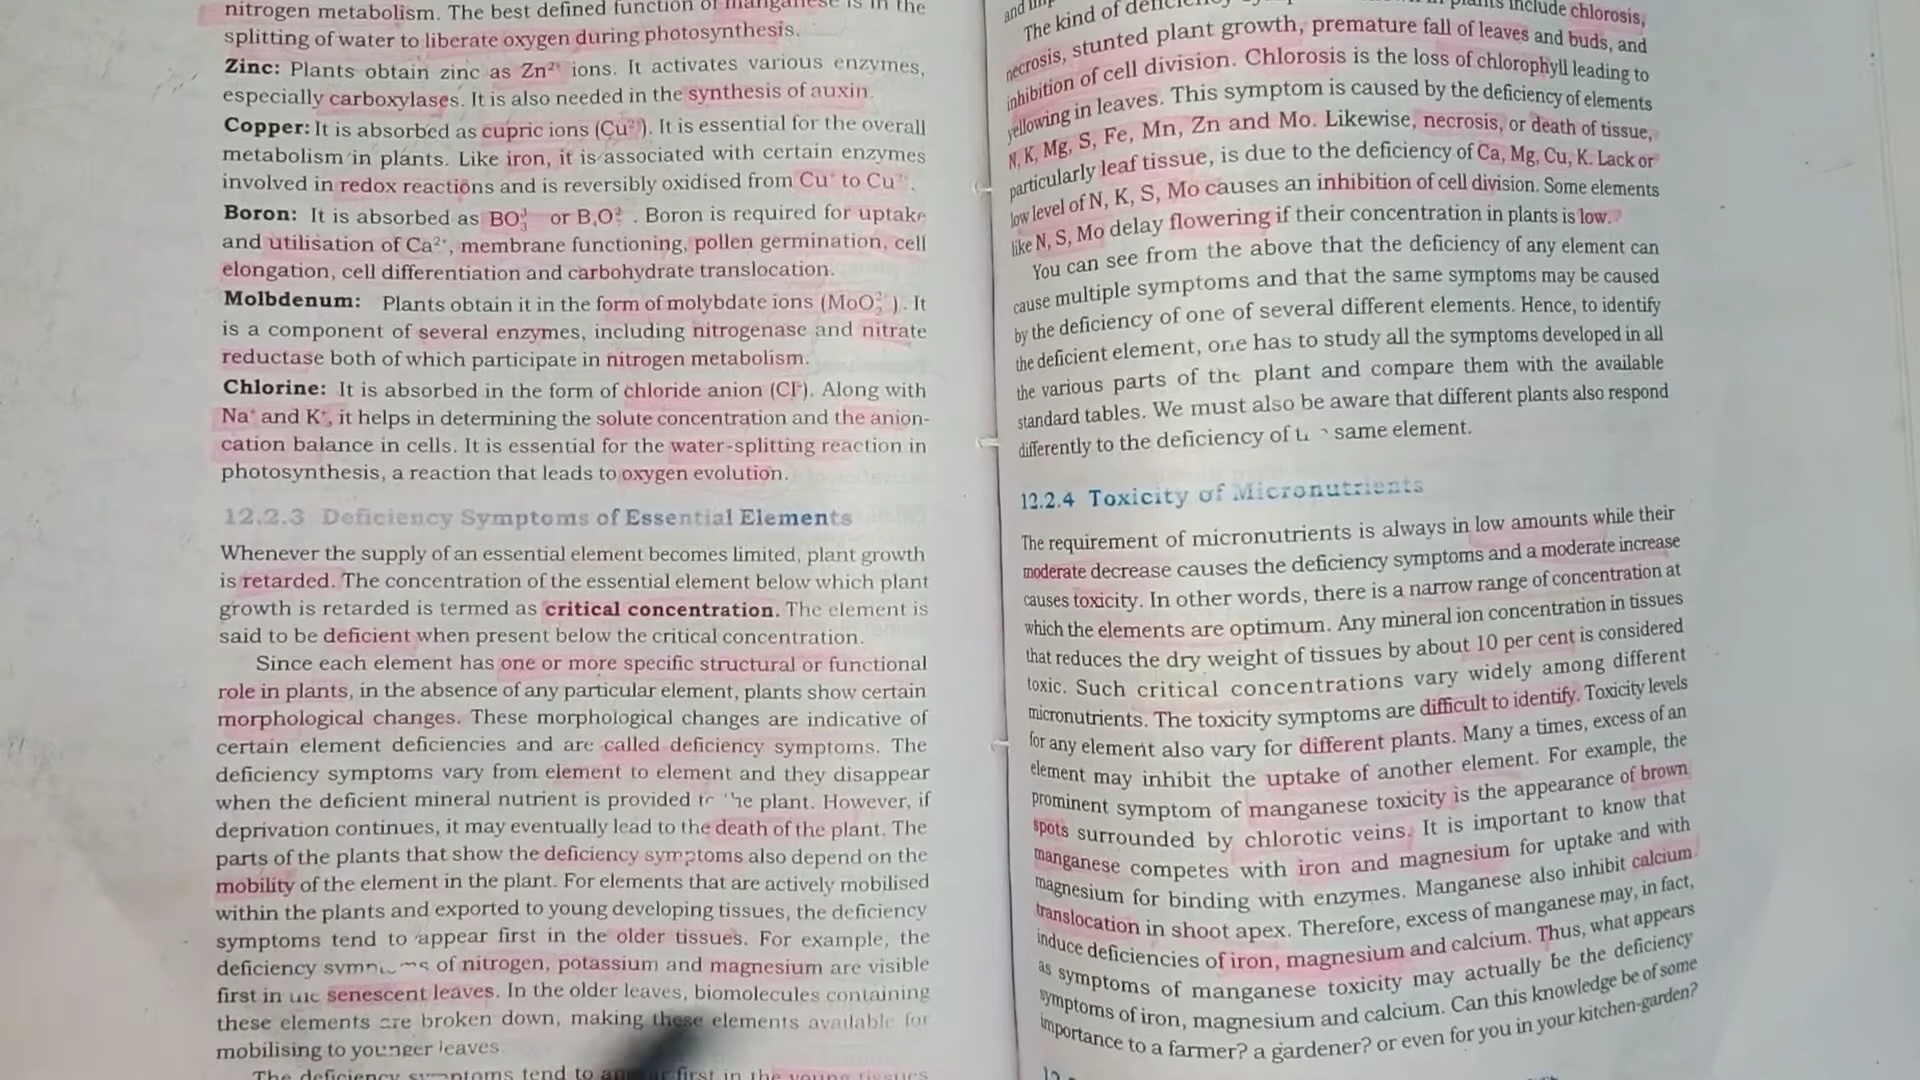 nitrogen metabolism. The best defined function of manganese is in the
splitting of water to liberate oxygen during photosynthesis.
Zinc: Plants obtain zinc as Zn²⁺ ions. It activates various enzymes,
especially carboxylases. It is also needed in the synthesis of auxin.
Copper: It is absorbed as cupric ions (Cu²⁺). It is essential for the overall
metabolism in plants. Like iron, it is associated with certain enzymes
involved in redox reactions and is reversibly oxidised from Cu⁺ to Cu²⁺.
Boron: It is absorbed as BO₃³⁻ or B₄O₇²⁻. Boron is required for uptake
and utilisation of Ca²⁺, membrane functioning, pollen germination, cell
elongation, cell differentiation and carbohydrate translocation.
Molbdenum: Plants obtain it in the form of molybdate ions (MoO₂²⁺). It
is a component of several enzymes, including nitrogenase and nitrate
reductase both of which participate in nitrogen metabolism.
Chlorine: It is absorbed in the form of chloride anion (Cl⁻). Along with
Na⁺ and K⁺, it helps in determining the solute concentration and the anion-
cation balance in cells. It is essential for the water-splitting reaction in
photosynthesis, a reaction that leads to oxygen evolution.
12.2.3 Deficiency Symptoms of Essential Elements
Whenever the supply of an essential element becomes limited, plant growth
is retarded. The concentration of the essential element below which plant
growth is retarded is termed as critical concentration. The element is
said to be deficient when present below the critical concentration.
Since each element has one or more specific structural or functional
role in plants, in the absence of any particular element, plants show certain
morphological changes. These morphological changes are indicative of
certain element deficiencies and are called deficiency symptoms. The
deficiency symptoms vary from element to element and they disappear
when the deficient mineral nutrient is provided to the plant. However, if
deprivation continues, it may eventually lead to the death of the plant. The
parts of the plants that show the deficiency symptoms also depend on the
mobility of the element in the plant. For elements that are actively mobilised
within the plants and exported to young developing tissues, the deficiency
symptoms tend to appear first in the older tissues. For example, the
deficiency symptoms of nitrogen, potassium and magnesium are visible
first in the senescent leaves. In the older leaves, biomolecules containing
these elements are broken down, making these elements available for
mobilising to younger leaves.
The deficiency symptoms tend to appear first in the young tissues
and
The kind of deficiency plants include chlorosis,
necrosis, stunted plant growth, premature fall of leaves and buds, and
inhibition of cell division. Chlorosis is the loss of chlorophyll leading to
yellowing in leaves. This symptom is caused by the deficiency of elements
N, K, Mg, S, Fe, Mn, Zn and Mo. Likewise, necrosis, or death of tissue,
particularly leaf tissue, is due to the deficiency of Ca, Mg, Cu, K. Lack or
low level of N, K, S, Mo causes an inhibition of cell division. Some elements
like N, S, Mo delay flowering if their concentration in plants is low.
You can see from the above that the deficiency of any element can
cause multiple symptoms and that the same symptoms may be caused
by the deficiency of one of several different elements. Hence, to identify
the deficient element, one has to study all the symptoms developed in all
the various parts of the plant and compare them with the available
standard tables. We must also be aware that different plants also respond
differently to the deficiency of the same element.
12.2.4 Toxicity of Micronutrients
The requirement of micronutrients is always in low amounts while their
moderate decrease causes the deficiency symptoms and a moderate increase
causes toxicity. In other words, there is a narrow range of concentration at
which the elements are optimum. Any mineral ion concentration in tissues
that reduces the dry weight of tissues by about 10 per cent is considered
toxic. Such critical concentrations vary widely among different
micronutrients. The toxicity symptoms are difficult to identify. Toxicity levels
for any element also vary for different plants. Many a times, excess of an
element may inhibit the uptake of another element. For example, the
prominent symptom of manganese toxicity is the appearance of brown
spots surrounded by chlorotic veins. It is important to know that
manganese competes with iron and magnesium for uptake and with
magnesium for binding with enzymes. Manganese also inhibit calcium
translocation in shoot apex. Therefore, excess of manganese may, in fact,
induce deficiencies of iron, magnesium and calcium. Thus, what appears
as symptoms of manganese toxicity may actually be the deficiency
symptoms of iron, magnesium and calcium. Can this knowledge be of some
importance to a farmer? a gardener? or even for you in your kitchen-garden?